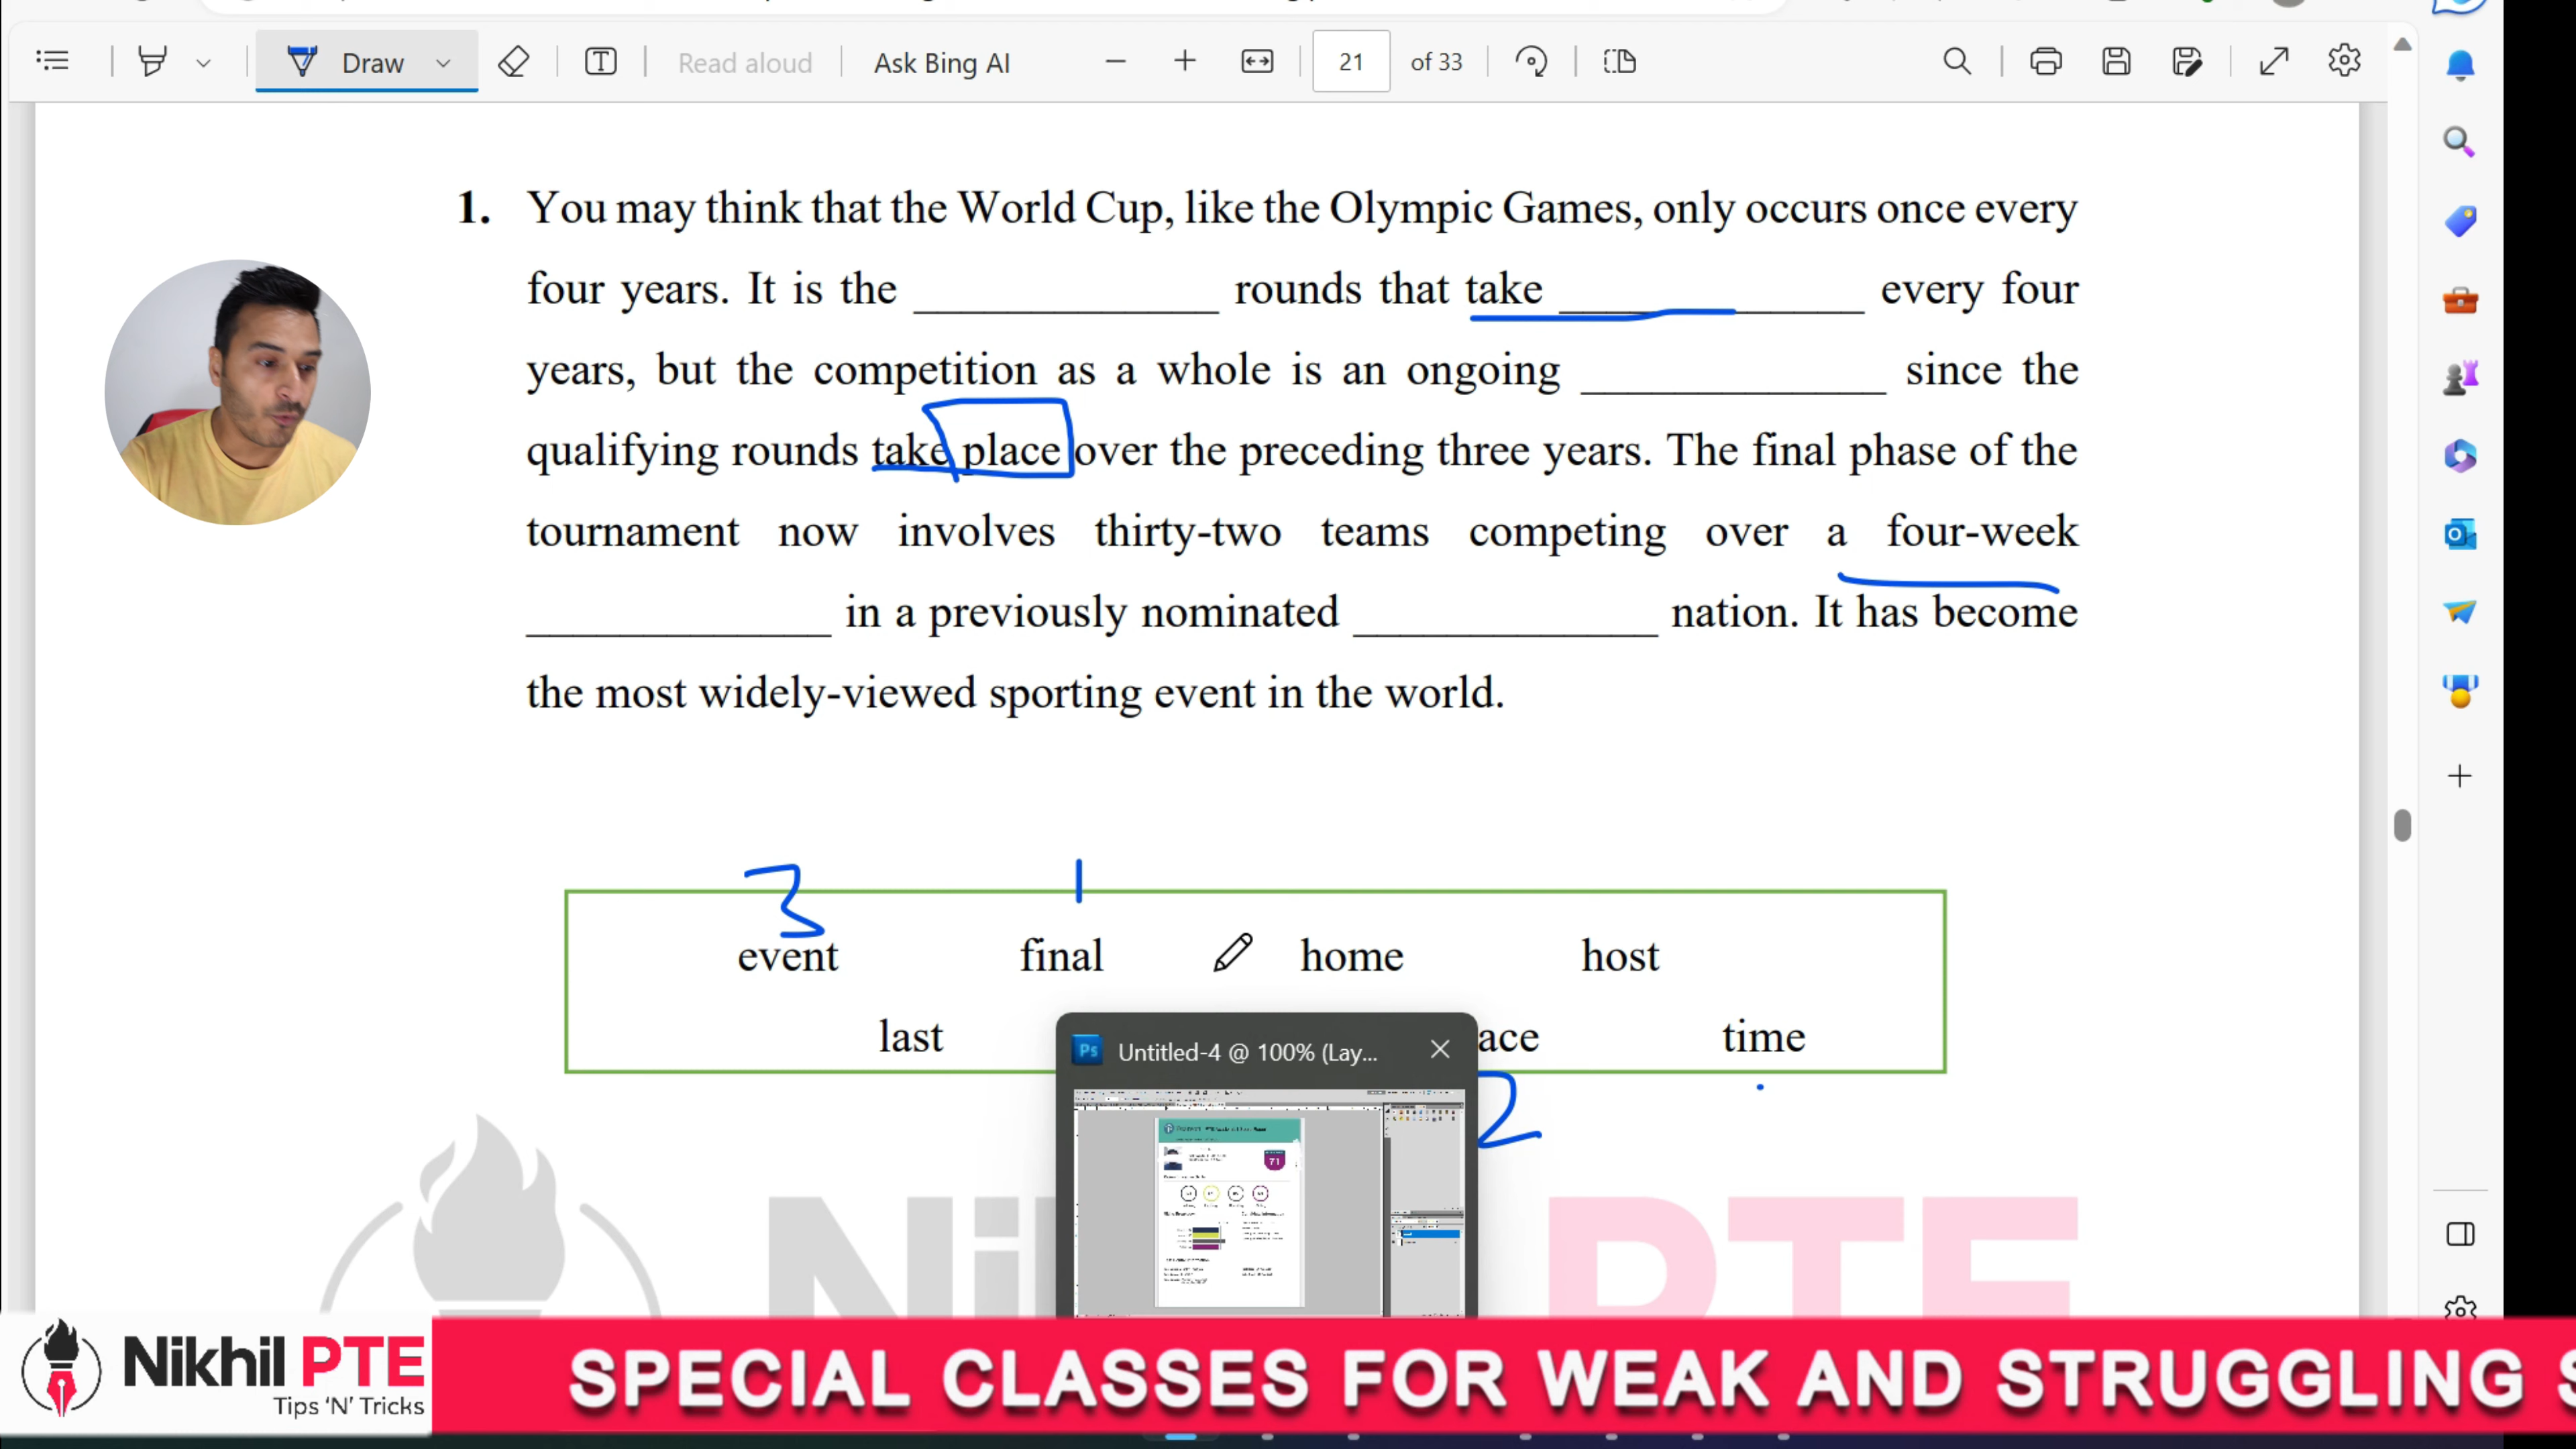 Draw
Read aloud
Ask Bing AI
21 of 33
1. You may think that the World Cup, like the Olympic Games, only occurs once every
four years. It is the ____________ rounds that take ____________ every four
years, but the competition as a whole is an ongoing ____________ since the
qualifying rounds take place over the preceding three years. The final phase of the
tournament now involves thirty-two teams competing over a four-week
____________ in a previously nominated ____________ nation. It has become
the most widely-viewed sporting event in the world.
3 1
event final home host
last ace time
2
Ps Untitled-4 @ 100% (Lay...
71
Nikhil PTE
Nikhil PTE
Tips 'N' Tricks
SPECIAL CLASSES FOR WEAK AND STRUGGLING S